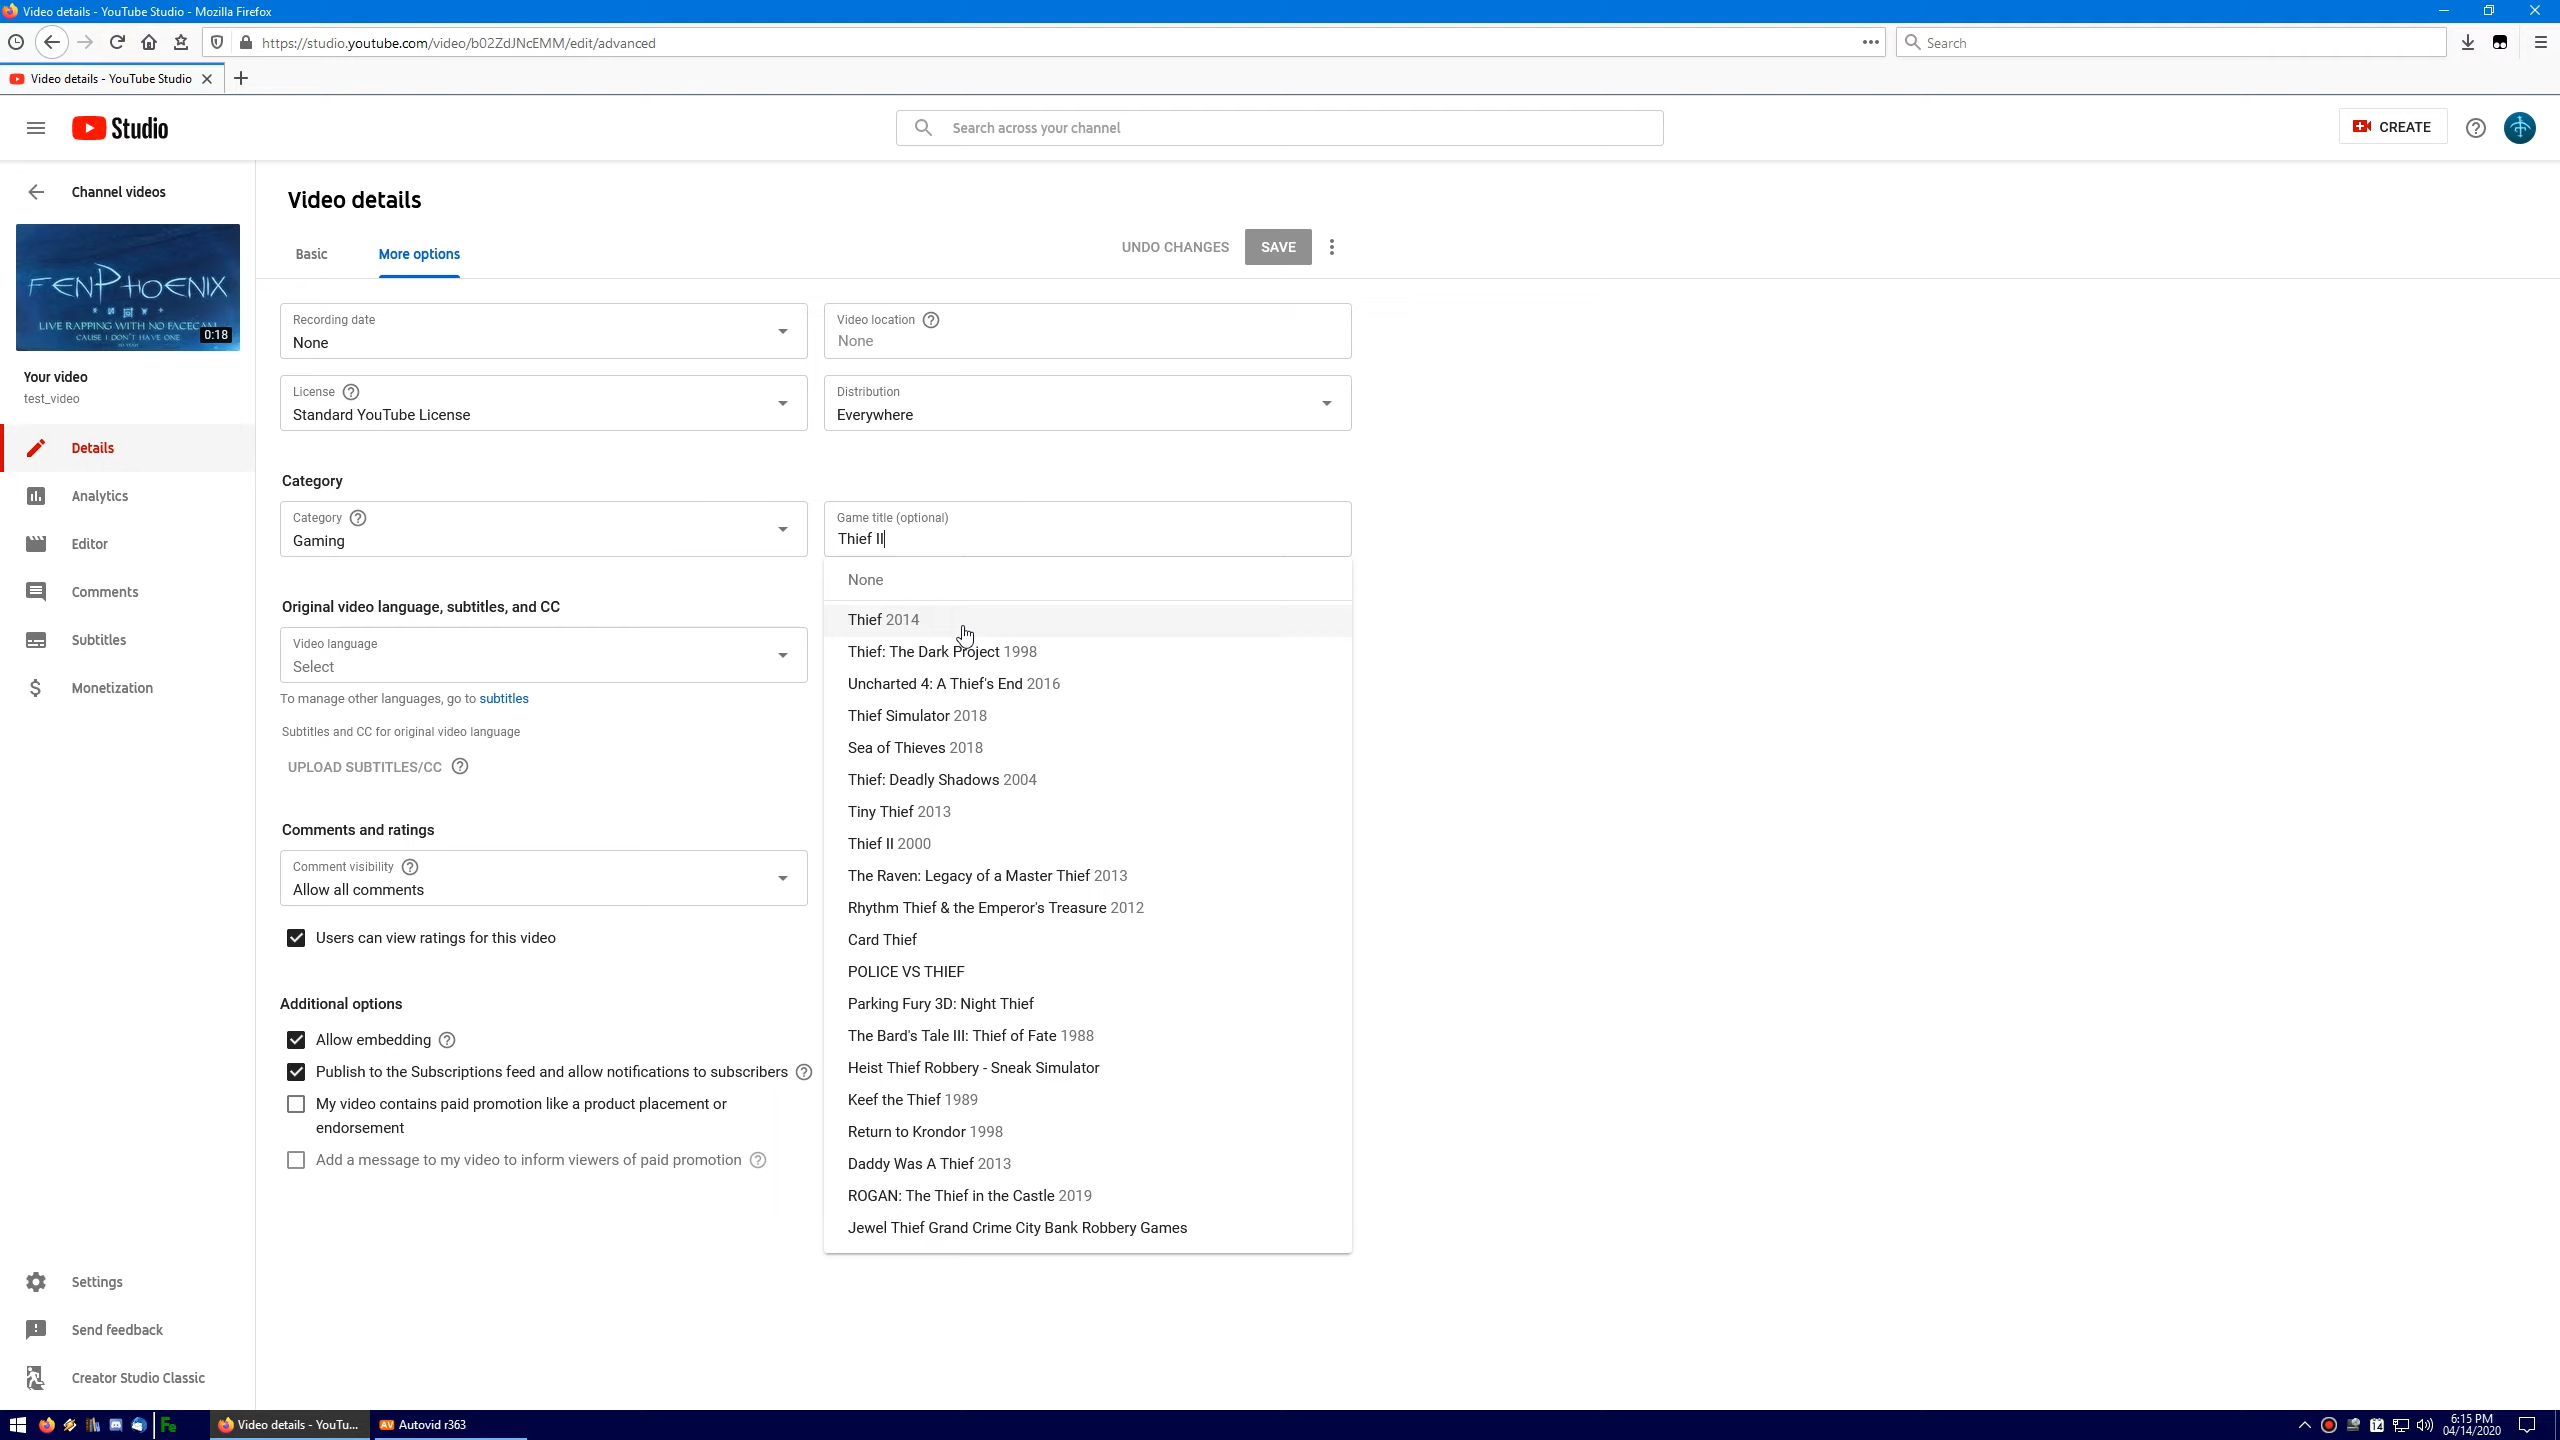 Video details - YouTube Studio - Mozilla Firefox
https://studio.youtube.com/video/b02ZdJNcEMM/edit/advanced
Search
Video details - YouTube Studio
Studio
Search across your channel
CREATE
Channel videos
FENPHOENIX
LIVE RAPPING WITH NO FACECAM
CAUSE I DON'T HAVE ONE
0:18
Your video
test_video
Details
Analytics
Editor
Comments
Subtitles
Monetization
Settings
Send feedback
Creator Studio Classic
Video details
Basic
More options
UNDO CHANGES
SAVE
Recording date
None
Video location
None
License
Standard YouTube License
Distribution
Everywhere
Category
Category
Gaming
Game title (optional)
Thief II
None
Thief 2014
Thief: The Dark Project 1998
Uncharted 4: A Thief's End 2016
Thief Simulator 2018
Sea of Thieves 2018
Thief: Deadly Shadows 2004
Tiny Thief 2013
Thief II 2000
The Raven: Legacy of a Master Thief 2013
Rhythm Thief & the Emperor's Treasure 2012
Card Thief
POLICE VS THIEF
Parking Fury 3D: Night Thief
The Bard's Tale III: Thief of Fate 1988
Heist Thief Robbery - Sneak Simulator
Keef the Thief 1989
Return to Krondor 1998
Daddy Was A Thief 2013
ROGAN: The Thief in the Castle 2019
Jewel Thief Grand Crime City Bank Robbery Games
Original video language, subtitles, and CC
Video language
Select
To manage other languages, go to subtitles
Subtitles and CC for original video language
UPLOAD SUBTITLES/CC
Comments and ratings
Comment visibility
Allow all comments
Users can view ratings for this video
Additional options
Allow embedding
Publish to the Subscriptions feed and allow notifications to subscribers
My video contains paid promotion like a product placement or
endorsement
Add a message to my video to inform viewers of paid promotion
Fe
Video details - YouTu...
AV Autovid r363
14
6:15 PM
04/14/2020